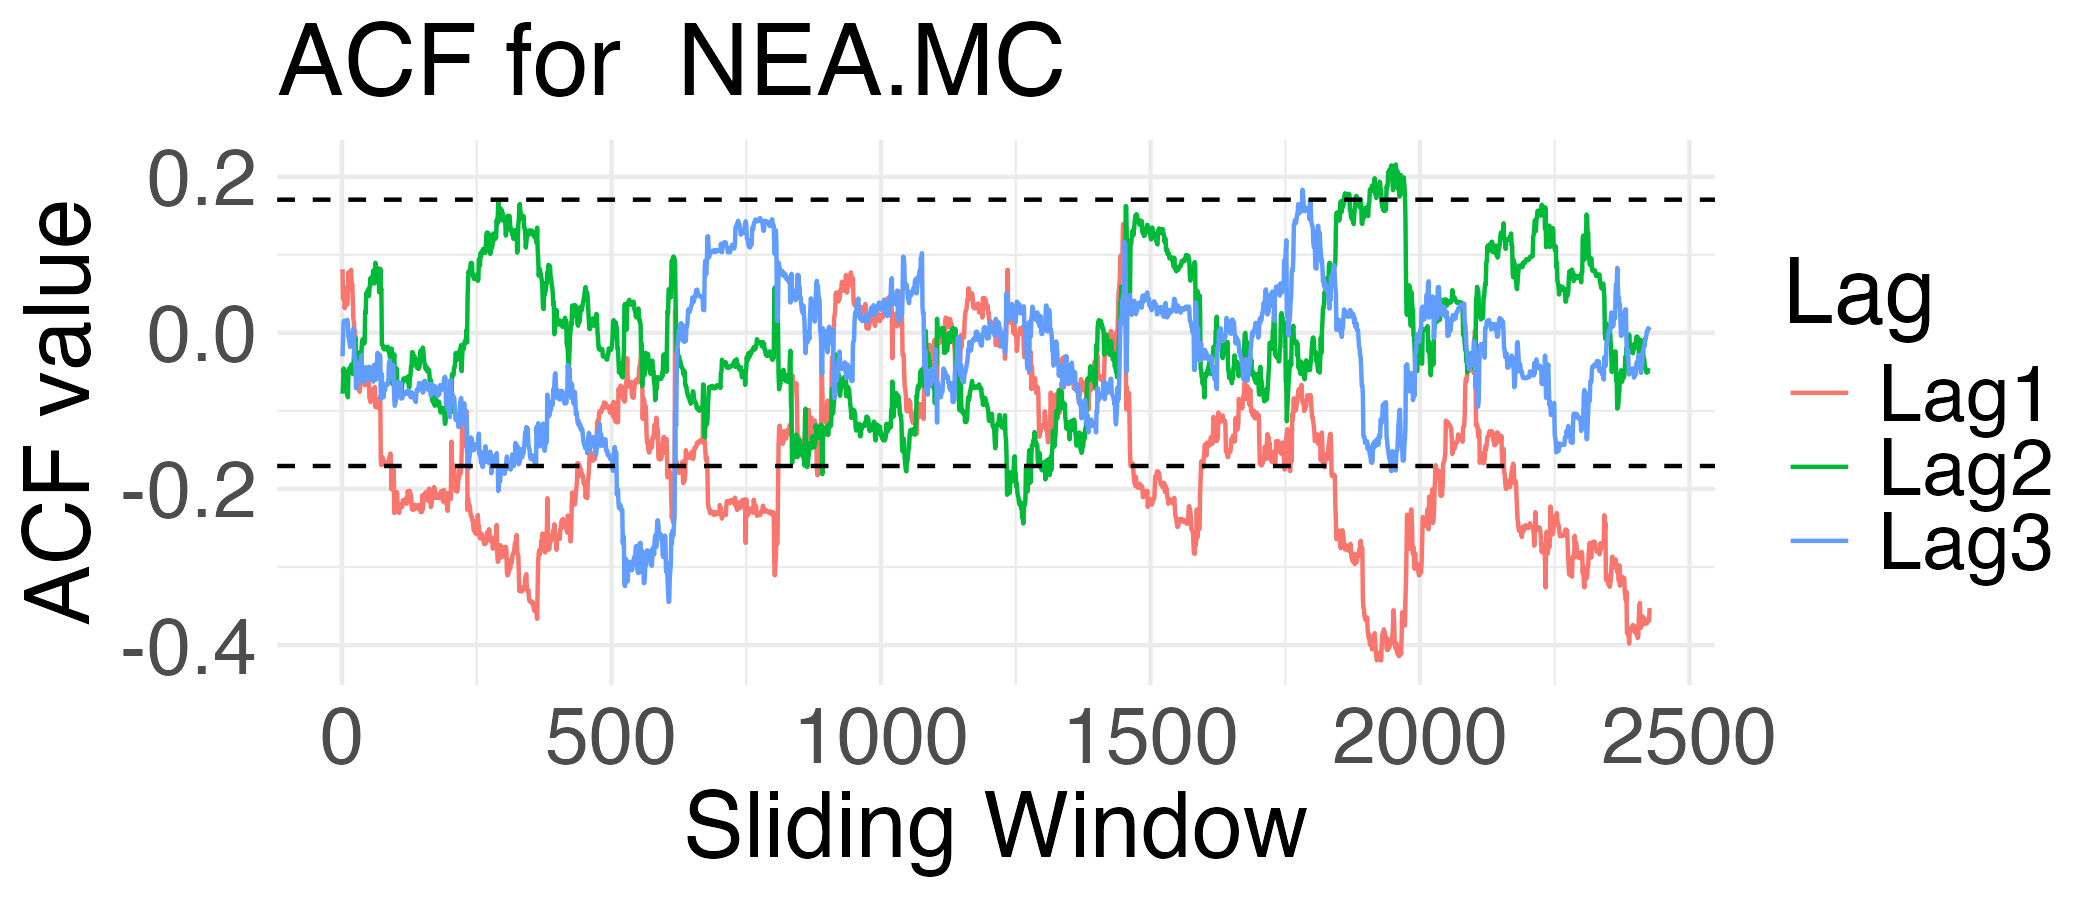 ACF for  NEA.MC
ACF value
0.2
0.0
-0.2
-0.4
0 500 1000 1500 2000 2500
Sliding Window
Lag
Lag1
Lag2
Lag3